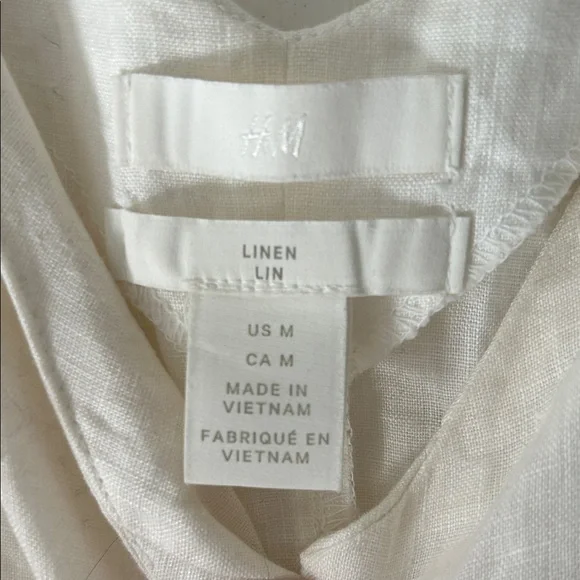 H&M
LINEN
LIN
US M
CA M
MADE IN
VIETNAM
FABRIQUÉ EN
VIETNAM